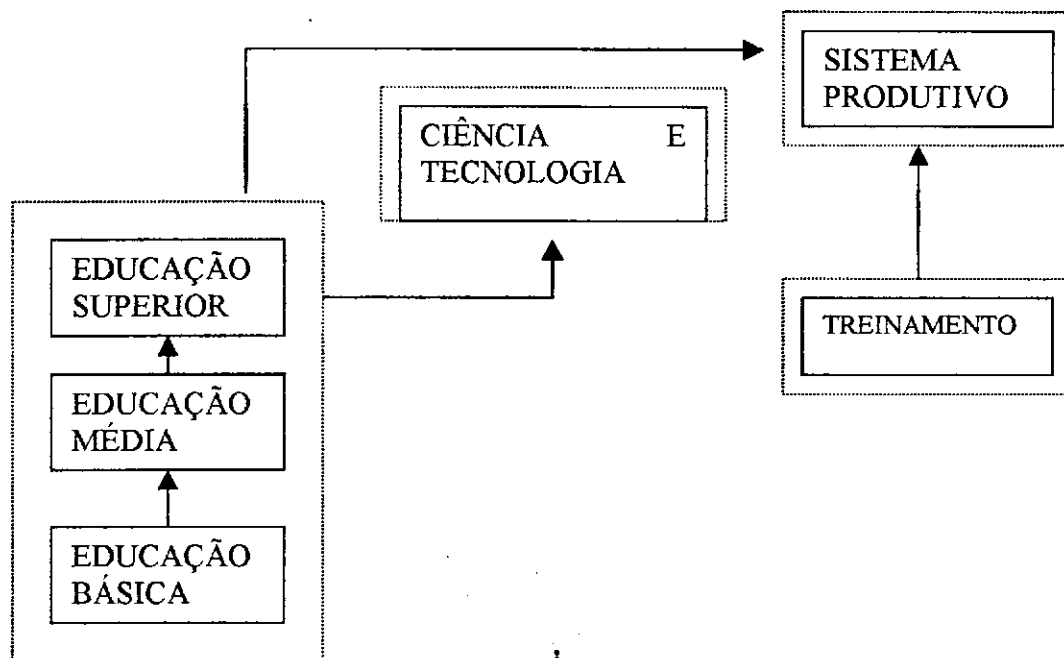 SISTEMA
PRODUTIVO
CIÊNCIA E
TECNOLOGIA
EDUCAÇÃO
SUPERIOR
TREINAMENTO
EDUCAÇÃO
MÉDIA
EDUCAÇÃO
BÁSICA